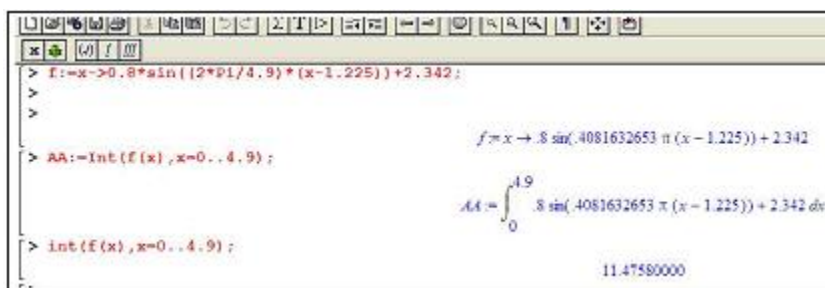 > f:=x->0.8*sin((2*Pi/4.9)*(x-1.225))+2.342;
>
>
f := x → .8 sin(.4081632653 π (x − 1.225)) + 2.342
> AA:=Int(f(x),x=0..4.9);
AA := ∫₀^4.9 .8 sin(.4081632653 π (x − 1.225)) + 2.342 dx
> int(f(x),x=0..4.9);
11.47580000